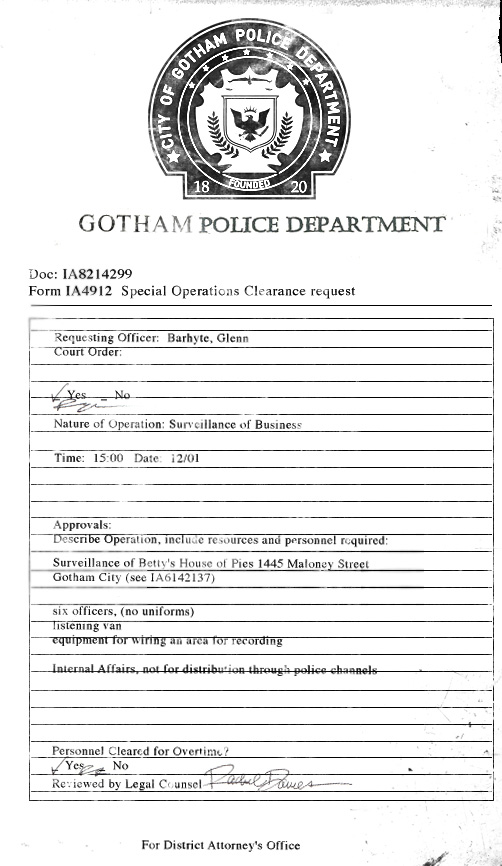 CITY OF GOTHAM POLICE DEPARTMENT
18 FOUNDED 20
GOTHAM POLICE DEPARTMENT
Doc: IA8214299
Form IA4912 Special Operations Clearance request
Requesting Officer: Barhyte, Glenn
Court Order:
✓ Yes _ No
Nature of Operation: Surveillance of Business
Time: 15:00 Date: 12/01
Approvals:
Describe Operation, include resources and personnel required:
Surveillance of Betty's House of Pies 1445 Maloney Street
Gotham City (see IA6142137)
six officers, (no uniforms)
listening van
equipment for wiring an area for recording
Internal Affairs, not for distribution through police channels
Personnel Cleared for Overtime?
✓ Yes _ No
Reviewed by Legal Counsel Rachel Dawes
For District Attorney's Office